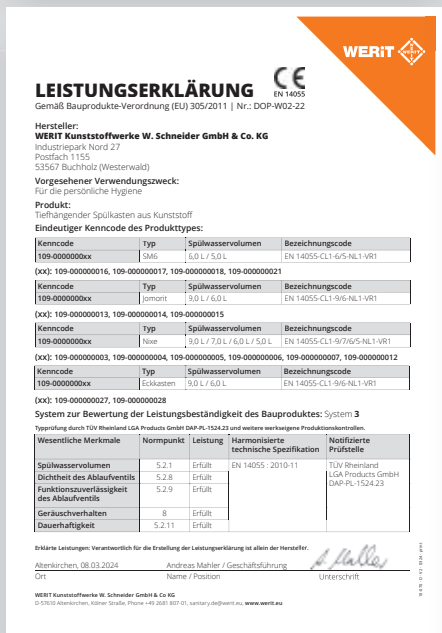 WERIT
WERIT
CE
LEISTUNGSERKLÄRUNG
EN 14055
Gemäß Bauprodukte-Verordnung (EU) 305/2011 | Nr.: DOP-W02-22
Hersteller:
WERIT Kunststoffwerke W. Schneider GmbH & Co. KG
Industriepark Nord 27
Postfach 1155
53567 Buchholz (Westerwald)
Vorgesehener Verwendungszweck:
Für die persönliche Hygiene
Produkt:
Tiefhängender Spülkasten aus Kunststoff
Eindeutiger Kenncode des Produkttypes:
Kenncode Typ Spülwasservolumen Bezeichnungscode
109-0000000xx SM6 6,0 L / 5,0 L EN 14055-CL1-6/5-NL1-VR1
(xx): 109-000000016, 109-000000017, 109-000000018, 109-000000021
Kenncode Typ Spülwasservolumen Bezeichnungscode
109-0000000xx Jomorit 9,0 L / 6,0 L EN 14055-CL1-9/6-NL1-VR1
(xx): 109-000000013, 109-000000014, 109-000000015
Kenncode Typ Spülwasservolumen Bezeichnungscode
109-0000000xx Nixe 9,0 L / 7,0 L / 6,0 L / 5,0 L EN 14055-CL1-9/7/6/5-NL1-VR1
(xx): 109-000000003, 109-000000004, 109-000000005, 109-000000006, 109-000000007, 109-000000012
Kenncode Typ Spülwasservolumen Bezeichnungscode
109-0000000xx Eckkasten 9,0 L / 6,0 L EN 14055-CL1-9/6-NL1-VR1
(xx): 109-000000027, 109-000000028
System zur Bewertung der Leistungsbeständigkeit des Bauproduktes: System 3
Typprüfung durch TÜV Rheinland LGA Products GmbH DAP-PL-1524.23 und weitere werkseigene Produktionskontrollen.
Wesentliche Merkmale Normpunkt Leistung Harmonisierte Notifizierte
technische Spezifikation Prüfstelle
Spülwasservolumen 5.2.1 Erfüllt EN 14055 : 2010-11 TÜV Rheinland
Dichtheit des Ablaufventils 5.2.8 Erfüllt LGA Products GmbH
Funktionszuverlässigkeit 5.2.9 Erfüllt DAP-PL-1524.23
des Ablaufventils
Geräuschverhalten 8 Erfüllt
Dauerhaftigkeit 5.2.11 Erfüllt
Erklärte Leistungen: Verantwortlich für die Erstellung der Leistungserklärung ist allein der Hersteller.
Altenkirchen, 08.03.2024 Andreas Mahler / Geschäftsführung
Ort Name / Position Unterschrift
WERIT Kunststoffwerke W. Schneider GmbH & Co KG
D-57610 Altenkirchen, Kölner Straße, Phone +49 2681 807-01, sanitary.de@werit.eu, www.werit.eu